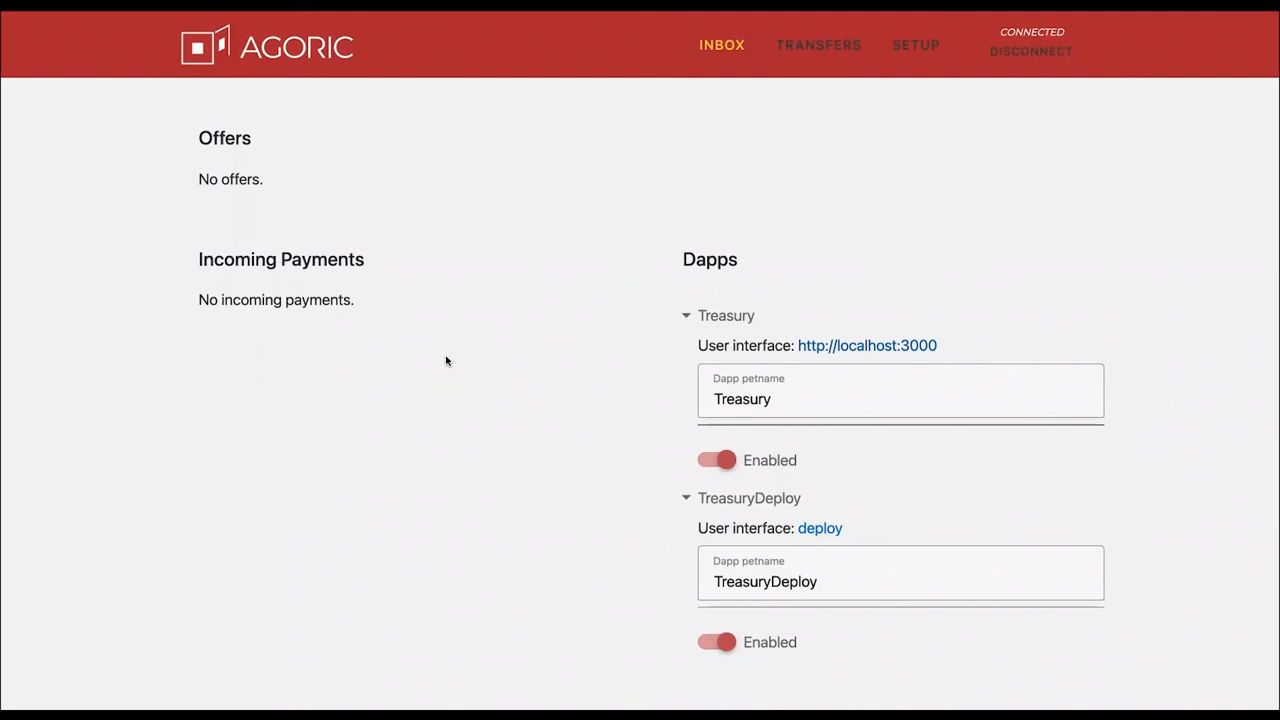 AGORIC
INBOX TRANSFERS SETUP
CONNECTED
DISCONNECT
Offers
No offers.
Incoming Payments
No incoming payments.
Dapps
Treasury
User interface: http://localhost:3000
Dapp petname
Treasury
Enabled
TreasuryDeploy
User interface: deploy
Dapp petname
TreasuryDeploy
Enabled